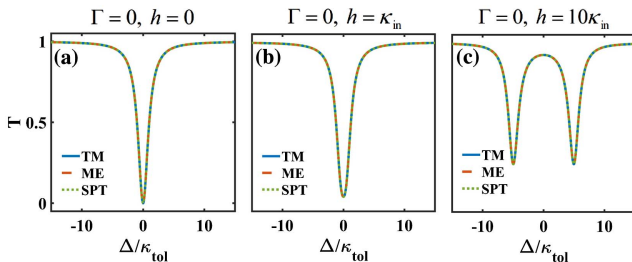 Γ = 0, h = 0
Γ = 0, h = κin
Γ = 0, h = 10κin
(a)
(b)
(c)
T
1
0.5
0
TM
ME
SPT
TM
ME
SPT
TM
ME
SPT
-10 0 10
-10 0 10
-10 0 10
Δ/κtol
Δ/κtol
Δ/κtol